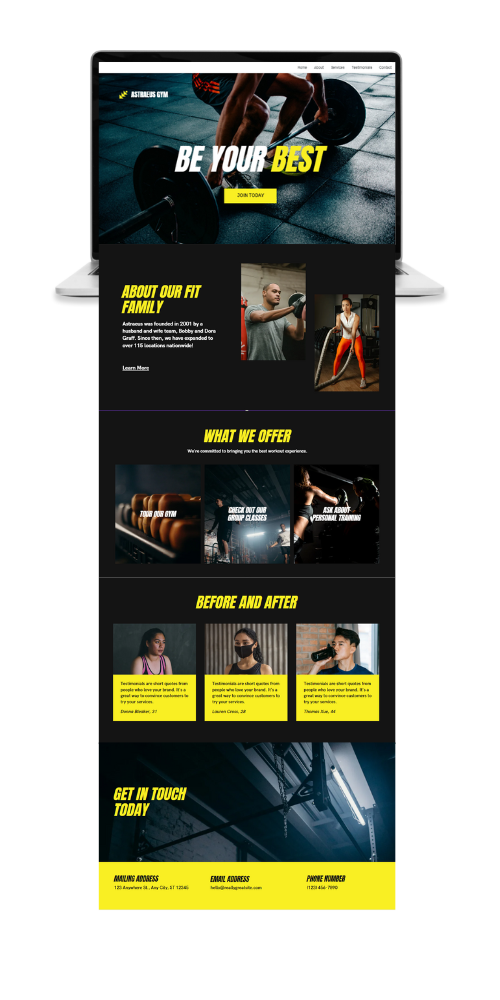 Home About Services Testimonials Contact
ASTRAEUS GYM
BE YOUR BEST
JOIN TODAY
ABOUT OUR FIT
FAMILY
Astraeus was founded in 2001 by a
husband and wife team, Bobby and Dora
Graff. Since then, we have expanded to
over 115 locations nationwide!
Learn More
WHAT WE OFFER
We're committed to bringing you the best workout experience.
TOUR OUR GYM
CHECK OUT OUR
GROUP CLASSES
ASK ABOUT
PERSONAL TRAINING
BEFORE AND AFTER
Testimonials are short quotes from
people who love your brand. It's a
great way to convince customers to
try your services.
Donna Blesker, 31
Testimonials are short quotes from
people who love your brand. It's a
great way to convince customers to
try your services.
Lauren Cress, 28
Testimonials are short quotes from
people who love your brand. It's a
great way to convince customers to
try your services.
Thomas Sue, 44
GET IN TOUCH
TODAY
MAILING ADDRESS
123 Anywhere St., Any City, ST 12345
EMAIL ADDRESS
hello@reallygreatsite.com
PHONE NUMBER
(123) 456-7890